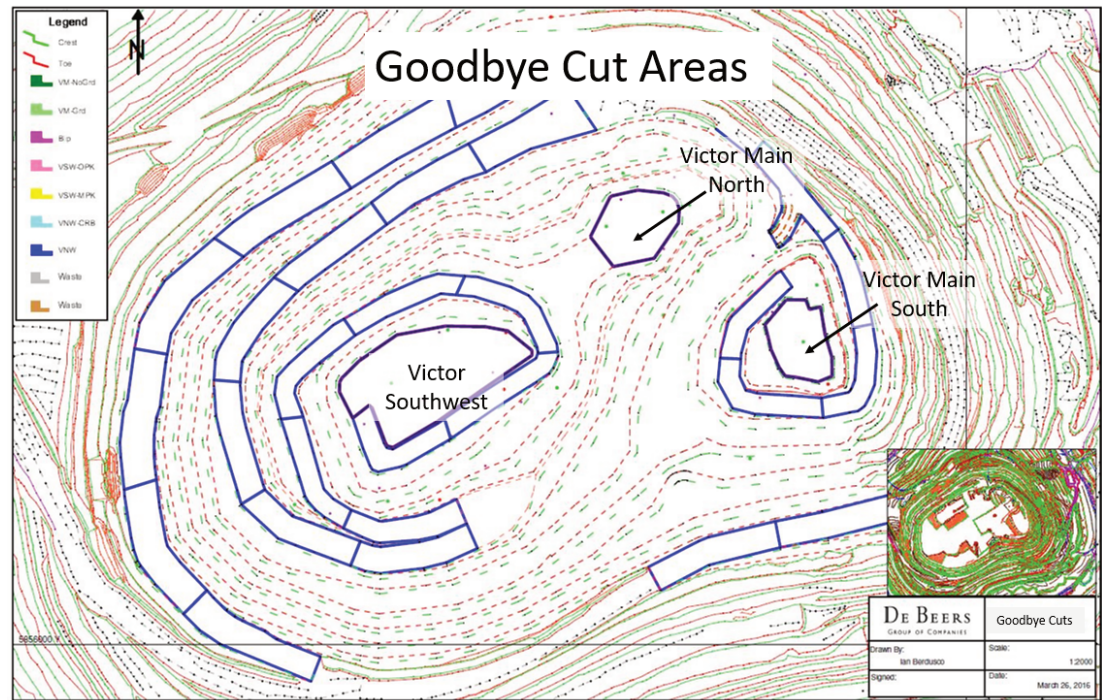 Legend
Crest
Toe
VM-NoGrd
VM-Grd
Bip
VSW-OPK
VSW-MPK
VNW-CRB
VNW
Waste
Waste
N
Goodbye Cut Areas
Victor Main
North
Victor Main
South
Victor
Southwest
DE BEERS
GROUP OF COMPANIES
Goodbye Cuts
Drawn By:
Ian Berdusco
Scale:
1:2000
Signed:
Date:
March 26, 2016